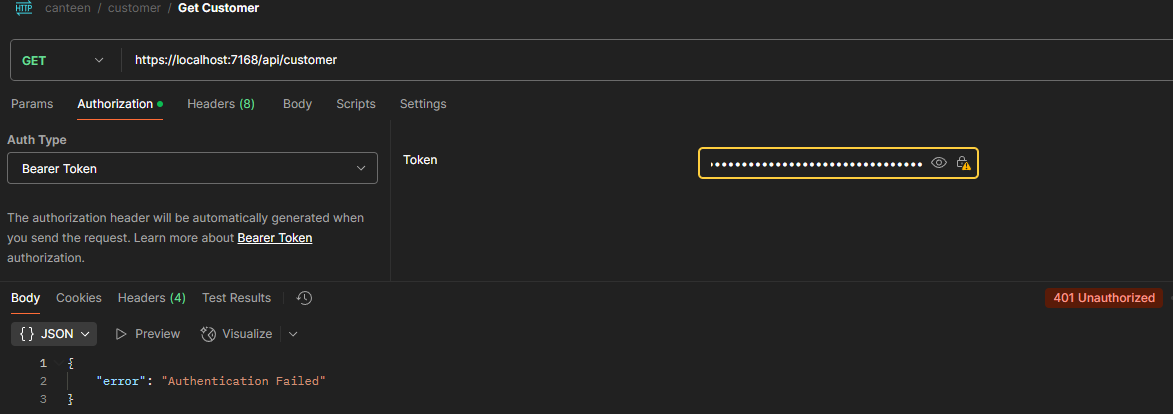 HTTP canteen / customer / Get Customer
GET https://localhost:7168/api/customer
Params Authorization Headers (8) Body Scripts Settings
Auth Type
Bearer Token
Token
The authorization header will be automatically generated when
you send the request. Learn more about Bearer Token
authorization.
Body Cookies Headers (4) Test Results 401 Unauthorized
{} JSON Preview Visualize
1 {
2 "error": "Authentication Failed"
3 }